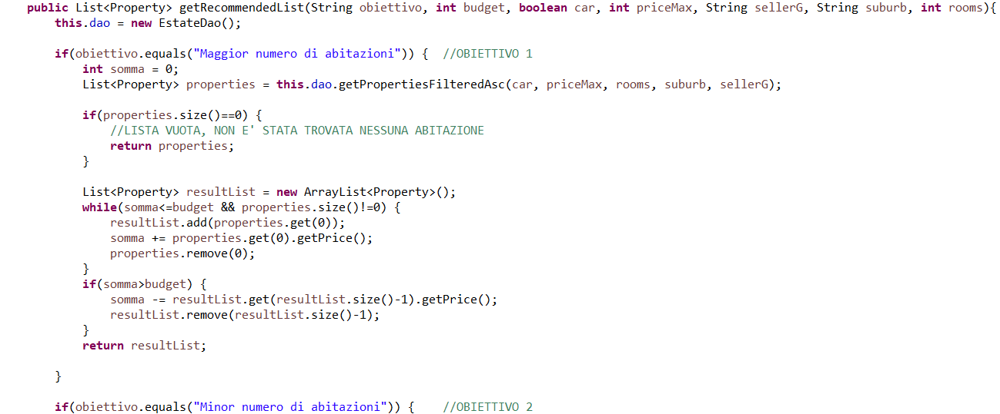 public List<Property> getRecommendedList(String obiettivo, int budget, boolean car, int priceMax, String sellerG, String suburb, int rooms){
this.dao = new EstateDao();
if(obiettivo.equals("Maggior numero di abitazioni")) { //OBIETTIVO 1
int somma = 0;
List<Property> properties = this.dao.getPropertiesFilteredAsc(car, priceMax, rooms, suburb, sellerG);
if(properties.size()==0) {
//LISTA VUOTA, NON E' STATA TROVATA NESSUNA ABITAZIONE
return properties;
}
List<Property> resultList = new ArrayList<Property>();
while(somma<=budget && properties.size()!=0) {
resultList.add(properties.get(0));
somma += properties.get(0).getPrice();
properties.remove(0);
}
if(somma>budget) {
somma -= resultList.get(resultList.size()-1).getPrice();
resultList.remove(resultList.size()-1);
}
return resultList;
}
if(obiettivo.equals("Minor numero di abitazioni")) { //OBIETTIVO 2